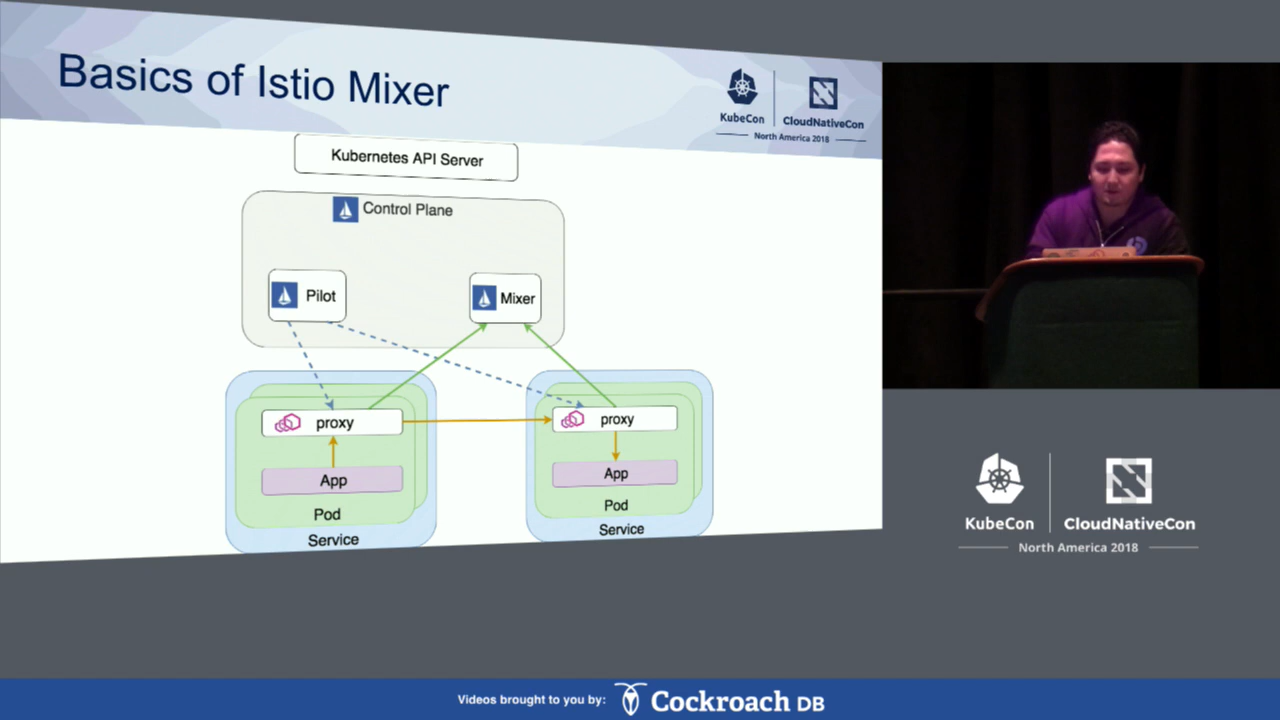 Basics of Istio Mixer
KubeCon
CloudNativeCon
North America 2018
Kubernetes API Server
Control Plane
Pilot
Mixer
proxy
App
Pod
Service
proxy
App
Pod
Service
KubeCon
CloudNativeCon
North America 2018
Videos brought to you by:
Cockroach DB